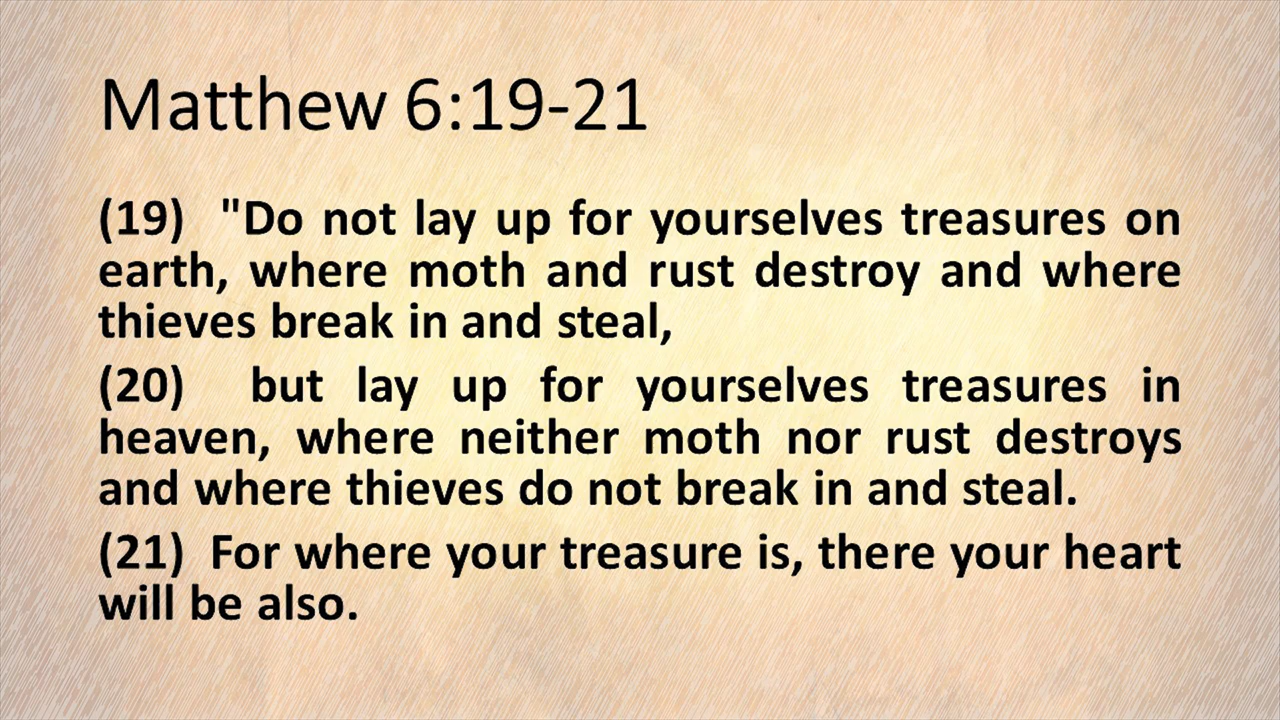 Matthew 6:19-21
(19) "Do not lay up for yourselves treasures on
earth, where moth and rust destroy and where
thieves break in and steal,
(20) but lay up for yourselves treasures in
heaven, where neither moth nor rust destroys
and where thieves do not break in and steal.
(21) For where your treasure is, there your heart
will be also.